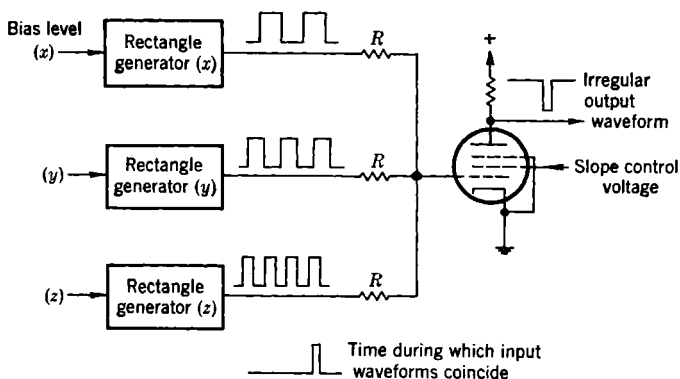 Bias level
(x)
Rectangle
generator (x)
R
+
Irregular
output
waveform
(y)
Rectangle
generator (y)
R
Slope control
voltage
(z)
Rectangle
generator (z)
R
Time during which input
waveforms coincide